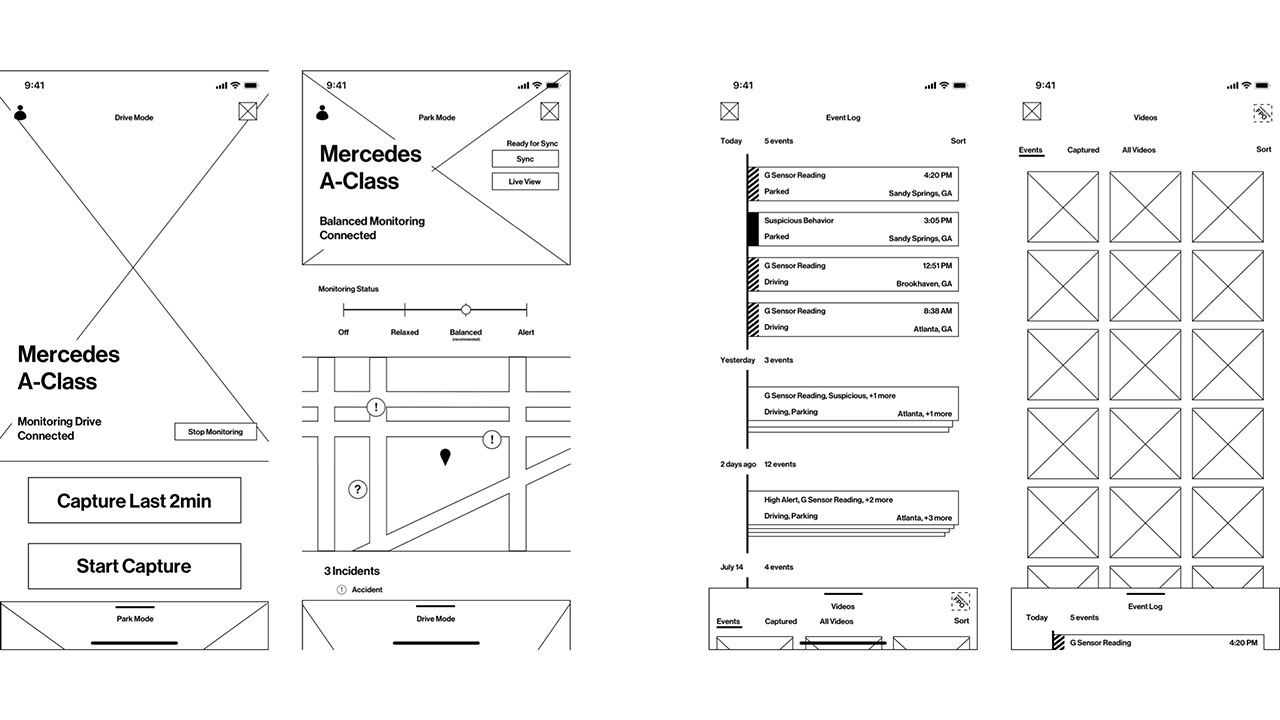 9:41
Drive Mode
Mercedes
A-Class
Monitoring Drive
Connected
Stop Monitoring
Capture Last 2min
Start Capture
Park Mode
9:41
Park Mode
Mercedes
A-Class
Ready for Sync
Sync
Live View
Balanced Monitoring
Connected
Monitoring Status
Off
Relaxed
Balanced
(recommended)
Alert
!
!
?
3 Incidents
! Accident
Drive Mode
9:41
Event Log
Today 5 events Sort
G Sensor Reading 4:20 PM
Parked Sandy Springs, GA
Suspicious Behavior 3:05 PM
Parked Sandy Springs, GA
G Sensor Reading 12:51 PM
Driving Brookhaven, GA
G Sensor Reading 8:38 AM
Driving Atlanta, GA
Yesterday 3 events
G Sensor Reading, Suspicious, +1 more
Driving, Parking Atlanta, +1 more
2 days ago 12 events
High Alert, G Sensor Reading, +2 more
Driving, Parking Atlanta, +3 more
July 14 4 events
Videos
FPO
Events Captured All Videos Sort
9:41
Videos
FPO
Events Captured All Videos Sort
Event Log
Today 5 events
G Sensor Reading 4:20 PM